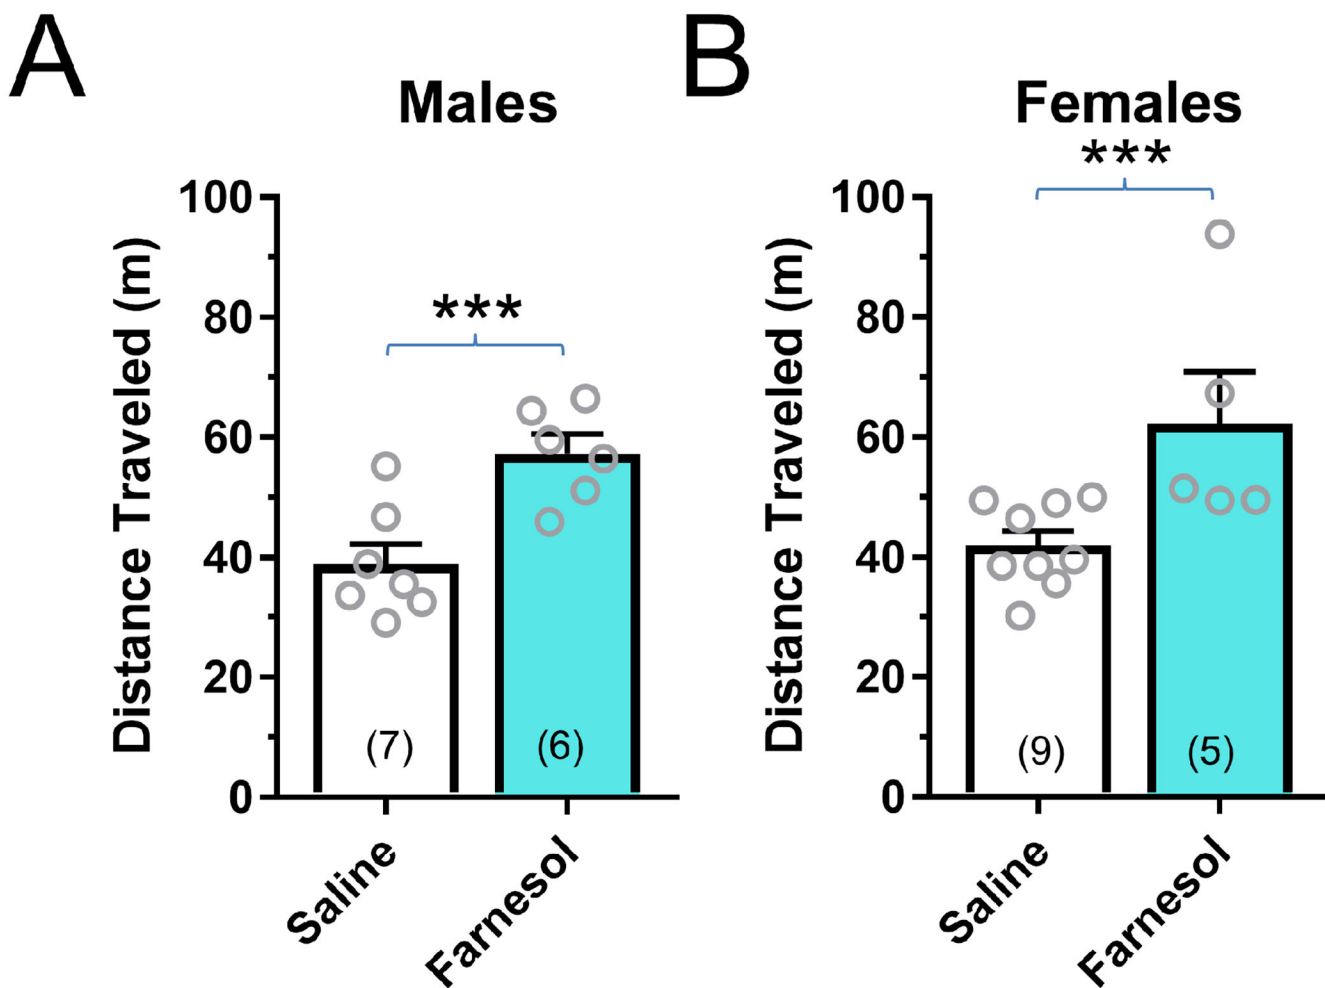 A
Males
***
Distance Traveled (m)
100
80
60
40
20
0
(7)
(6)
Saline
Farnesol
B
Females
***
Distance Traveled (m)
100
80
60
40
20
0
(9)
(5)
Saline
Farnesol